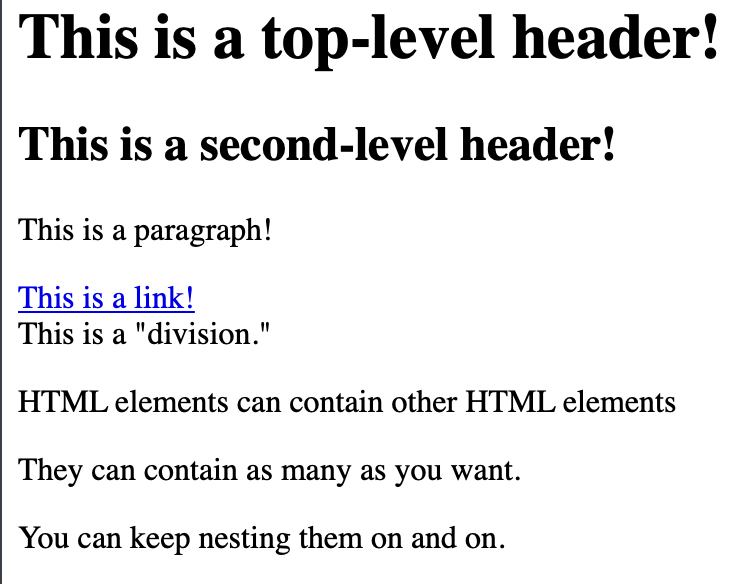 This is a top-level header!
This is a second-level header!
This is a paragraph!
This is a link!
This is a "division."
HTML elements can contain other HTML elements
They can contain as many as you want.
You can keep nesting them on and on.